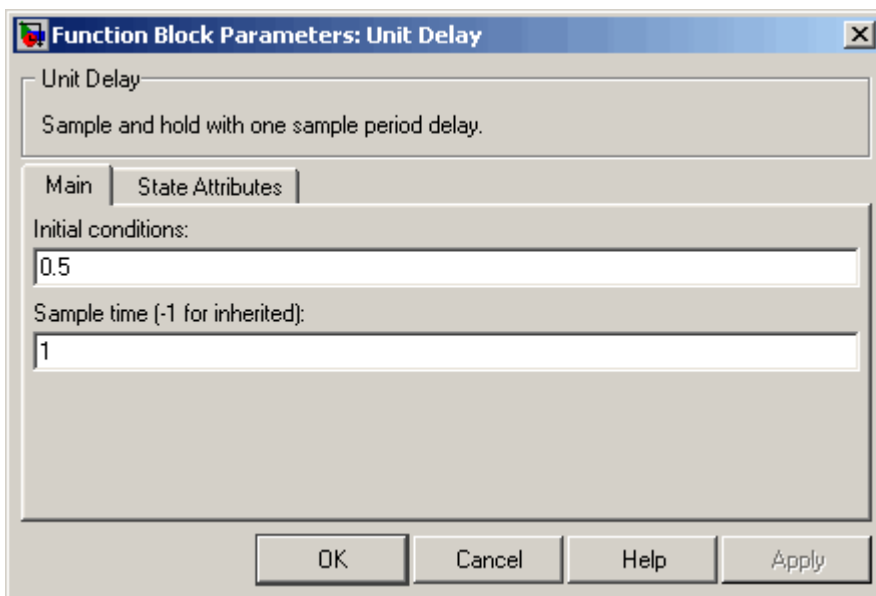 Function Block Parameters: Unit Delay
Unit Delay
Sample and hold with one sample period delay.
Main State Attributes
Initial conditions:
0.5
Sample time (-1 for inherited):
1
OK Cancel Help Apply